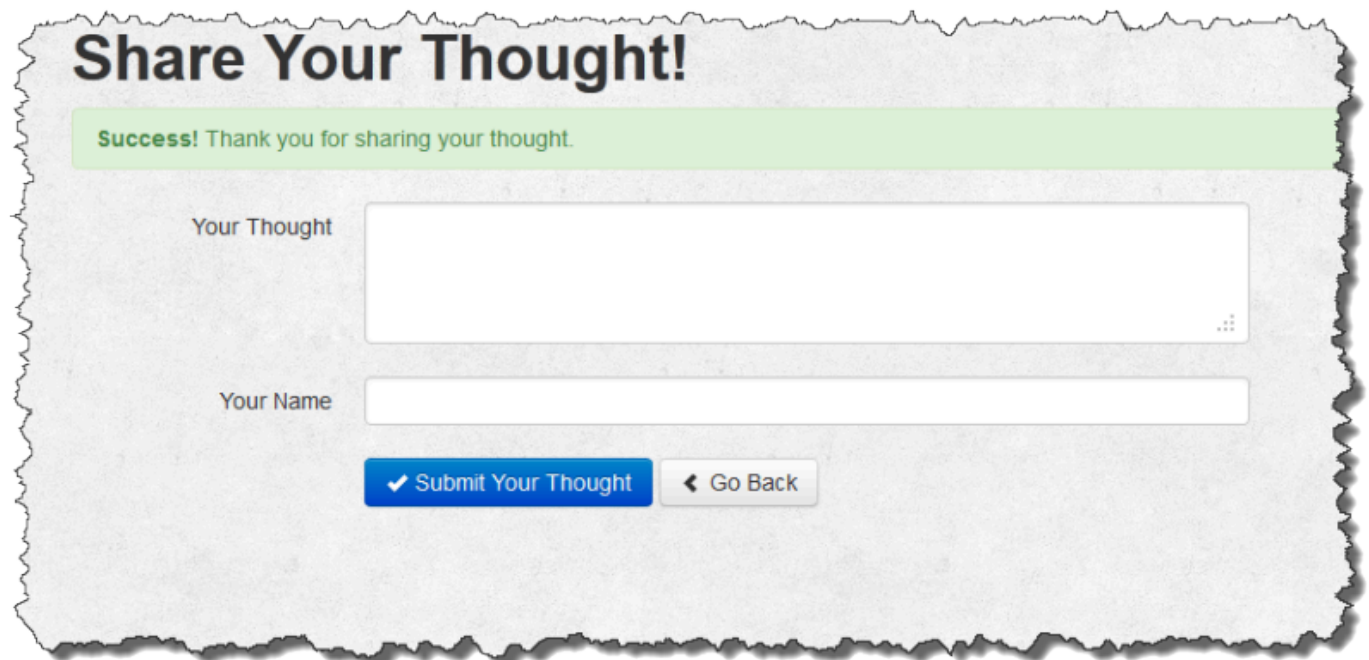 Share Your Thought!
Success! Thank you for sharing your thought.
Your Thought
Your Name
Submit Your Thought
Go Back